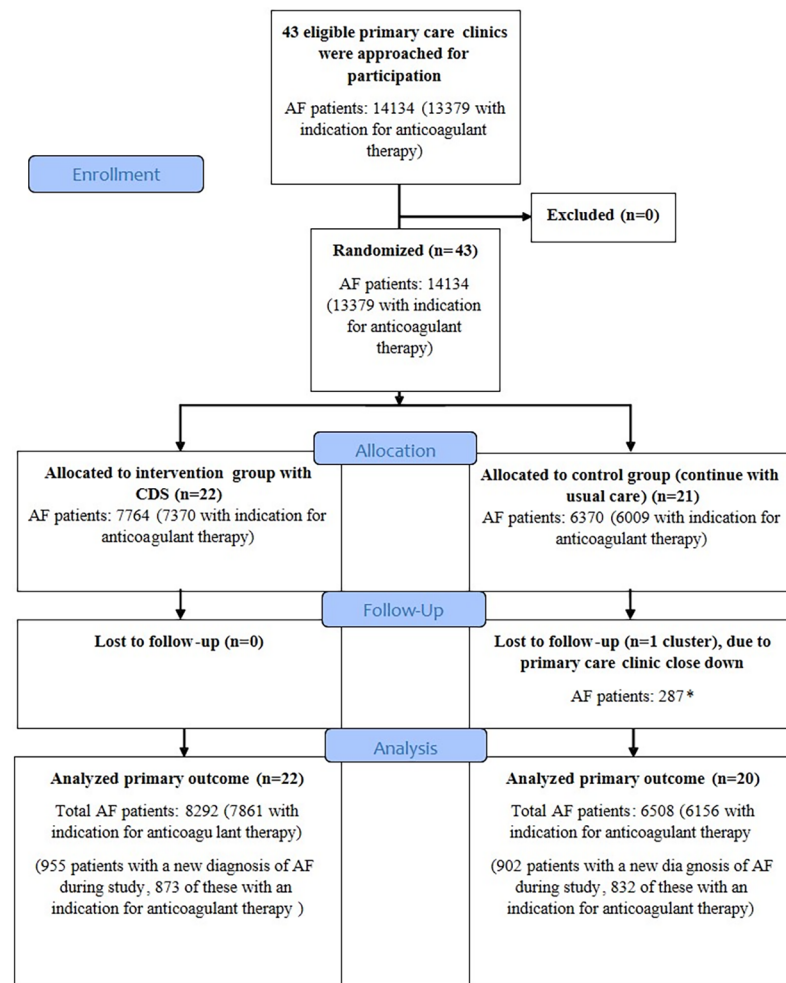 43 eligible primary care clinics
were approached for
participation
AF patients: 14134 (13379 with
indication for anticoagulant
therapy)
Enrollment
Excluded (n=0)
Randomized (n=43)
AF patients: 14134
(13379 with indication
for anticoagulant
therapy)
Allocation
Allocated to intervention group with
CDS (n=22)
AF patients: 7764 (7370 with indication for
anticoagulant therapy)
Allocated to control group (continue with
usual care) (n=21)
AF patients: 6370 (6009 with indication for
anticoagulant therapy)
Follow-Up
Lost to follow-up (n=0)
Lost to follow-up (n=1 cluster), due to
primary care clinic close down
AF patients: 287*
Analysis
Analyzed primary outcome (n=22)
Total AF patients: 8292 (7861 with
indication for anticoagu lant therapy)
(955 patients with a new diagnosis of AF
during study, 873 of these with an
indication for anticoagulant therapy )
Analyzed primary outcome (n=20)
Total AF patients: 6508 (6156 with
indication for anticoagulant therapy
(902 patients with a new dia gnosis of AF
during study, 832 of these with an
indication for anticoagulant therapy)